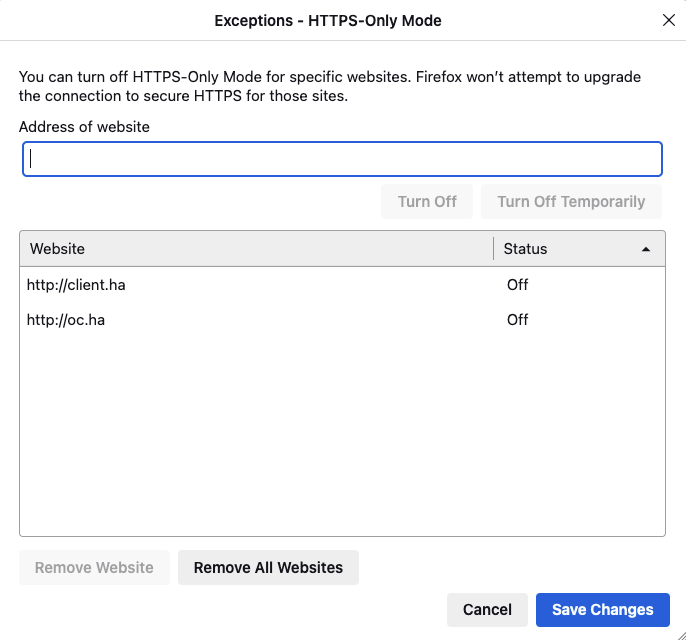 Exceptions - HTTPS-Only Mode
You can turn off HTTPS-Only Mode for specific websites. Firefox won’t attempt to upgrade
the connection to secure HTTPS for those sites.
Address of website
Turn Off Turn Off Temporarily
Website Status
http://client.ha Off
http://oc.ha Off
Remove Website Remove All Websites
Cancel Save Changes